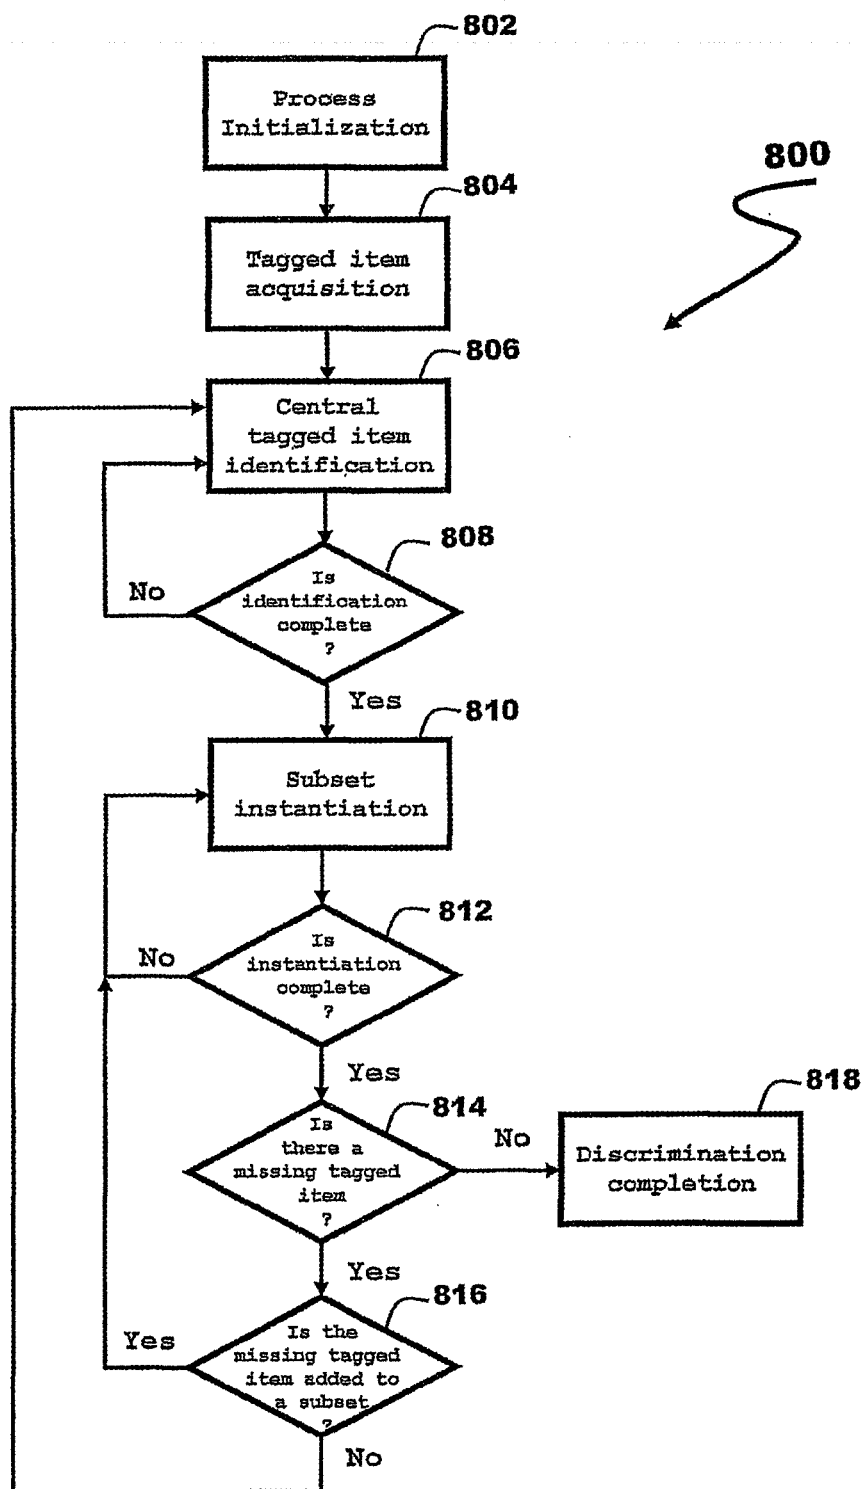 802
Process
Initialization
800
804
Tagged item
acquisition
806
Central
tagged item
identification
808
Is
identification
complete
?
No
Yes
810
Subset
instantiation
812
Is
instantiation
complete
?
No
Yes
814
Is
there a
missing tagged
item
?
No
818
Discrimination
completion
Yes
816
Is the
missing tagged
item added to
a subset
?
Yes
No